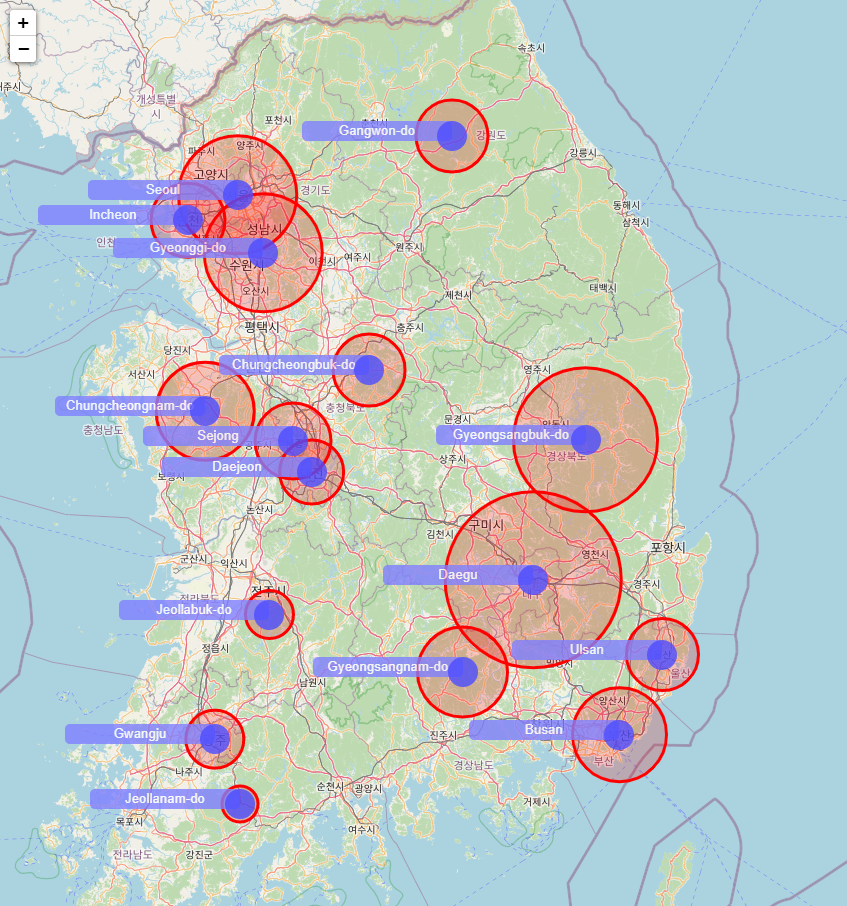 +
−
속초시
개성특별
시
포천시
양주시
Gangwon-do
강원도
파주시
강릉시
고양시
Seoul
경기도
Incheon
동해시
삼척시
성남시
Gyeonggi-do
원주시
이천시
여주시
수원시
오산시
태백시
제천시
평택시
충주시
당진시
Chungcheongbuk-do
영주시
서산시
Chungcheongnam-do
충청북도
문경시
충청남도
Sejong
Gyeongsangbuk-do
경상북도
상주시
Daejeon
보령시
논산시
구미시
김천시
포항시
영천시
군산시
익산시
Daegu
경주시
전주시
전라북도
Jeollabuk-do
정읍시
Ulsan
Gyeongsangnam-do
울산
남원시
양산시
Gwangju
Busan
진주시
부산
나주시
경상남도
순천시
광양시
Jeollanam-do
거제시
목포시
여수시
전라남도
강진군